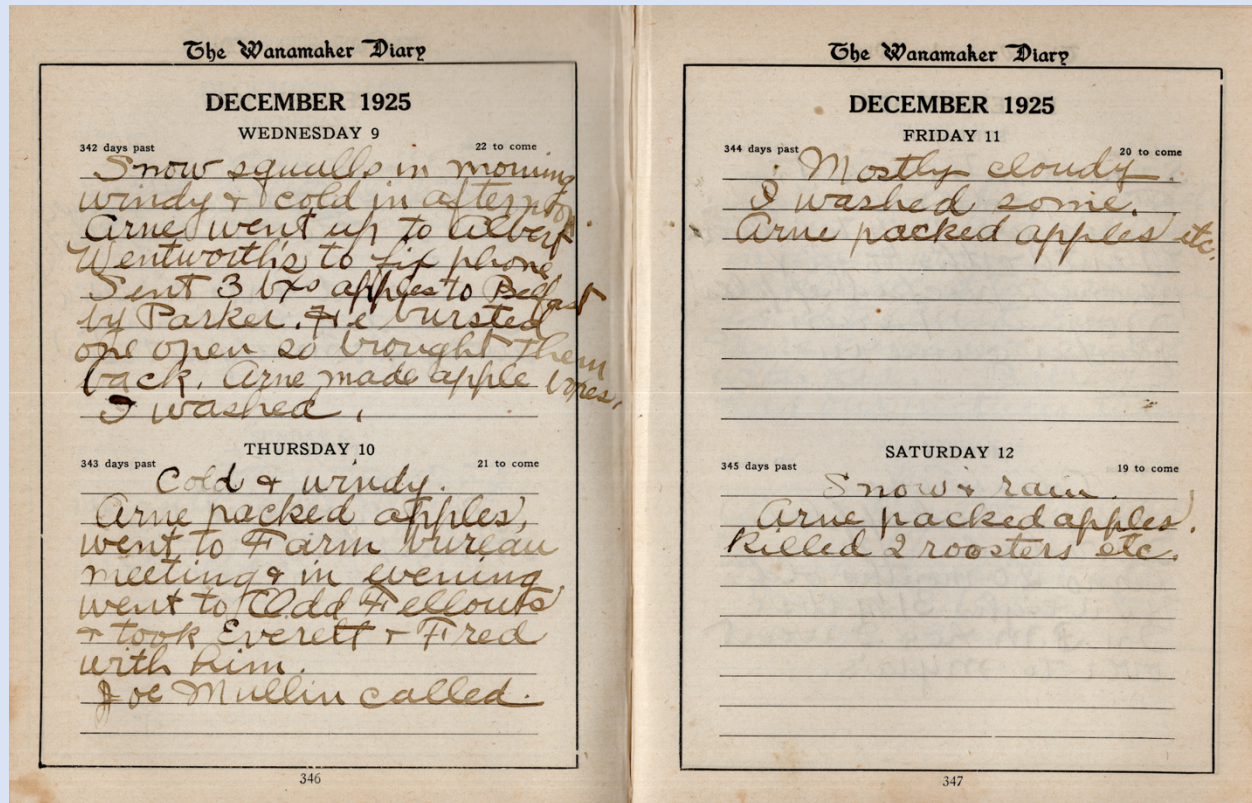 The Wanamaker Diary
DECEMBER 1925
WEDNESDAY 9
342 days past 22 to come
Snow squalls in morning
windy & cold in afternoon.
Arne went up to Albert
Wentworth's to fix phone
Sent 3 bxs apples to Belfast
by Parker. He bursted
one open so brought them
back. Arne made apple boxes.
I washed.
THURSDAY 10
343 days past 21 to come
Cold & windy.
Arne packed apples,
went to Farm bureau
meeting & in evening
went to Odd Fellows
& took Everett & Fred
with him.
Joe Mullin called.
346
The Wanamaker Diary
DECEMBER 1925
FRIDAY 11
344 days past 20 to come
Mostly cloudy.
I washed some.
Arne packed apples etc.
SATURDAY 12
345 days past 19 to come
Snow & rain.
Arne packed apples.
killed 2 roosters etc.
347